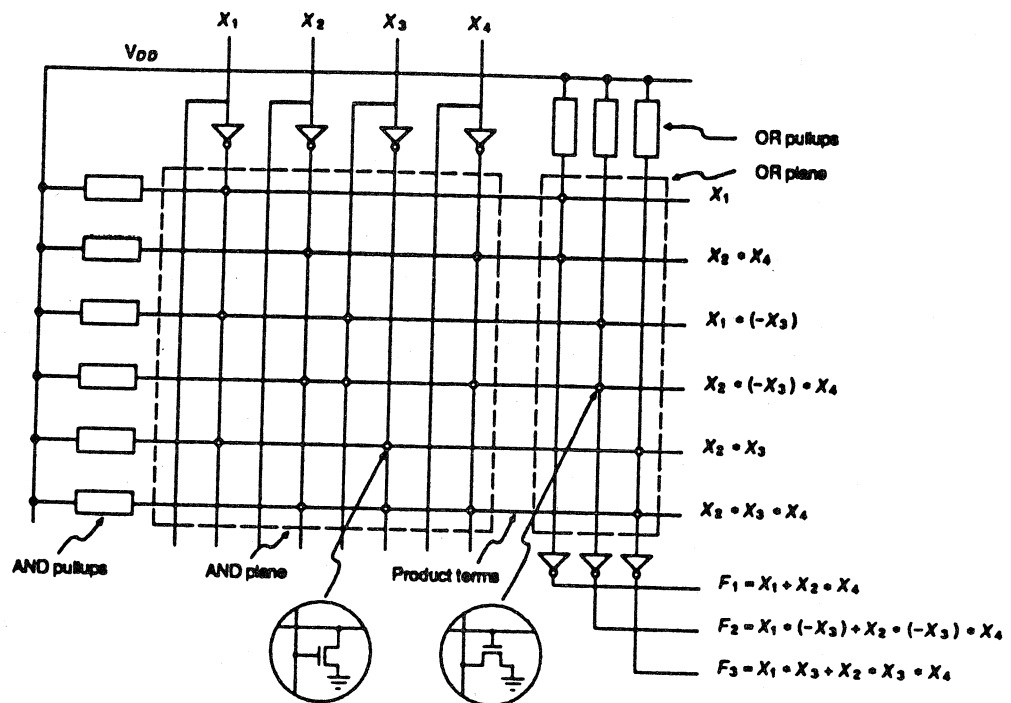 X1 X2 X3 X4
VDD
OR pullups
OR plane
X1
X2 • X4
X1 • (-X3)
X2 • (-X3) • X4
X2 • X3
X2 • X3 • X4
AND pullups
AND plane
Product terms
F1 = X1 + X2 • X4
F2 = X1 • (-X3) + X2 • (-X3) • X4
F3 = X1 • X3 + X2 • X3 • X4